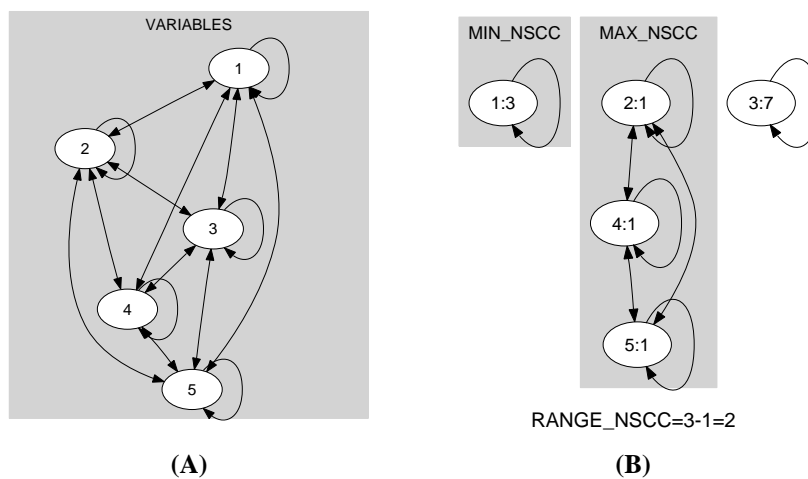 VARIABLES
1
2
3
4
5
(A)
MIN_NSCC
MAX_NSCC
1:3
2:1
3:7
4:1
5:1
RANGE_NSCC=3-1=2
(B)